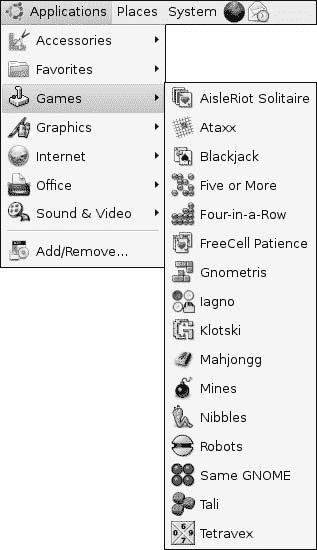 Applications Places System
Accessories
Favorites
Games
Graphics
Internet
Office
Sound & Video
Add/Remove...
AisleRiot Solitaire
Ataxx
Blackjack
Five or More
Four-in-a-Row
FreeCell Patience
Gnometris
Iagno
Klotski
Mahjongg
Mines
Nibbles
Robots
Same GNOME
Tali
Tetravex